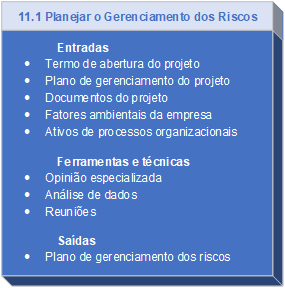 11.1 Planejar o Gerenciamento dos Riscos
Entradas
• Termo de abertura do projeto
• Plano de gerenciamento do projeto
• Documentos do projeto
• Fatores ambientais da empresa
• Ativos de processos organizacionais
Ferramentas e técnicas
• Opinião especializada
• Análise de dados
• Reuniões
Saídas
• Plano de gerenciamento dos riscos